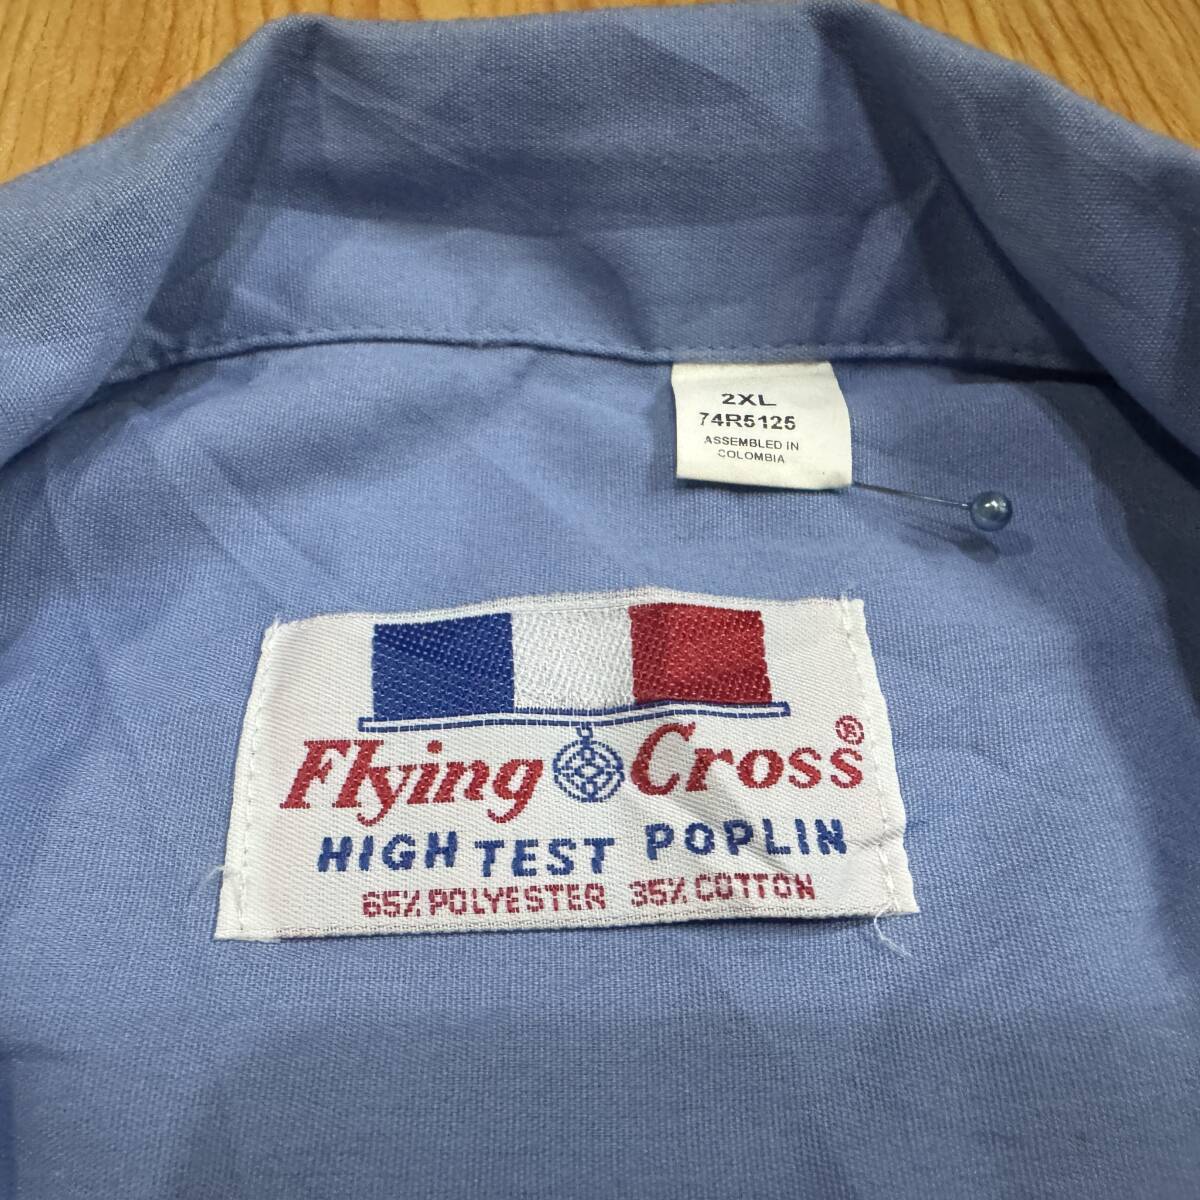 2XL
74R5125
ASSEMBLED IN
COLOMBIA
Flying Cross®
HIGH TEST POPLIN
65% POLYESTER 35% COTTON